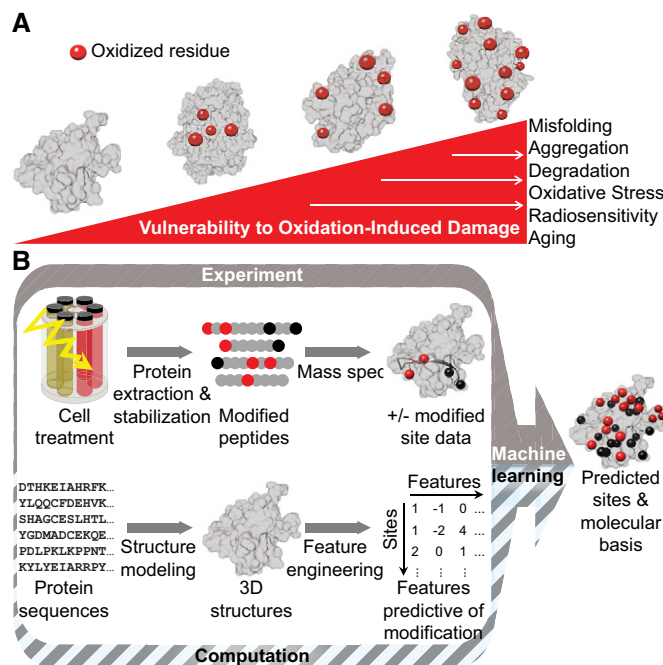 A
Oxidized residue
Misfolding
Aggregation
Degradation
Oxidative Stress
Radiosensitivity
Aging
Vulnerability to Oxidation-Induced Damage
B
Experiment
Cell
treatment
Protein
extraction &
stabilization
Modified
peptides
Mass spec
+/- modified
site data
Machine
learning
Predicted
sites &
molecular
basis
DTHKEIAHRFK...
YLQQCFDEHVK...
SHAGCESLHTL...
YGDMADCEKQE...
PDLPKLKPPNT...
KYLYEIARRPY...
Protein
sequences
Structure
modeling
3D
structures
Feature
engineering
Features
Sites
1 -1 0 ...
1 -2 4 ...
2 0 1 ...
⋮ ⋮ ⋮
Features
predictive of
modification
Computation